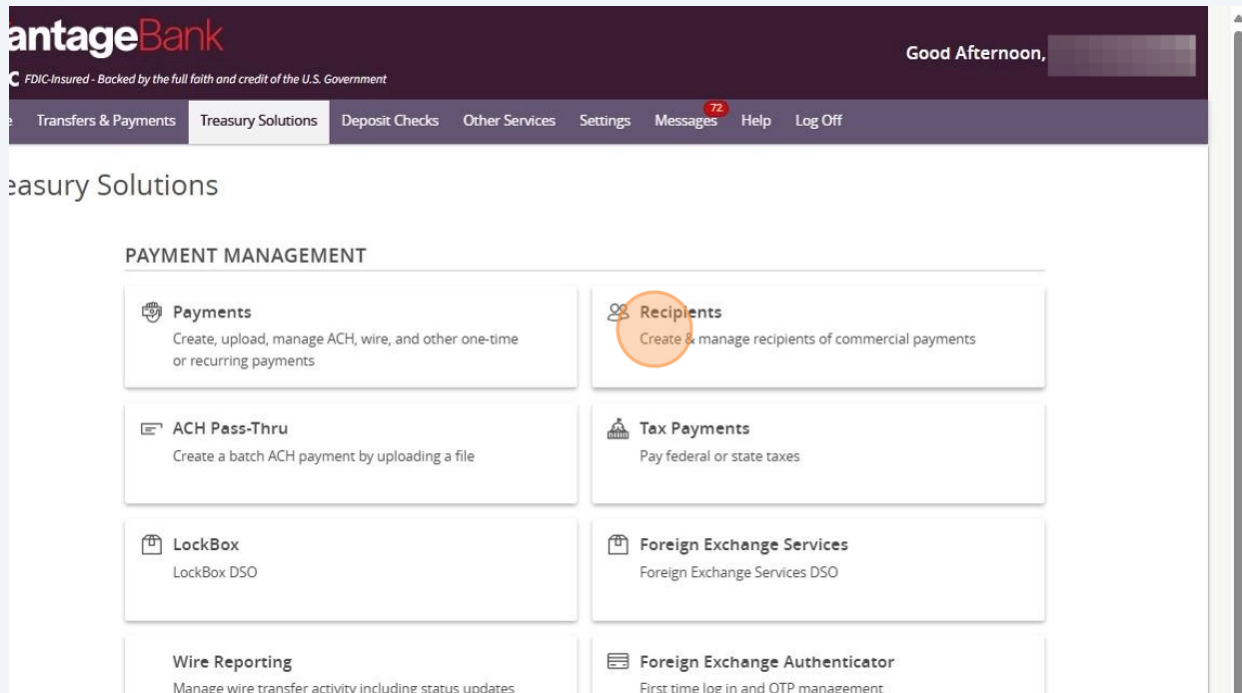 antageBank
Good Afternoon,
C FDIC-Insured - Backed by the full faith and credit of the U.S. Government
e Transfers & Payments Treasury Solutions Deposit Checks Other Services Settings Messages 72 Help Log Off
easury Solutions
PAYMENT MANAGEMENT
Payments
Create, upload, manage ACH, wire, and other one-time
or recurring payments
Recipients
Create & manage recipients of commercial payments
ACH Pass-Thru
Create a batch ACH payment by uploading a file
Tax Payments
Pay federal or state taxes
LockBox
LockBox DSO
Foreign Exchange Services
Foreign Exchange Services DSO
Wire Reporting
Manage wire transfer activity including status updates
Foreign Exchange Authenticator
First time log in and OTP management